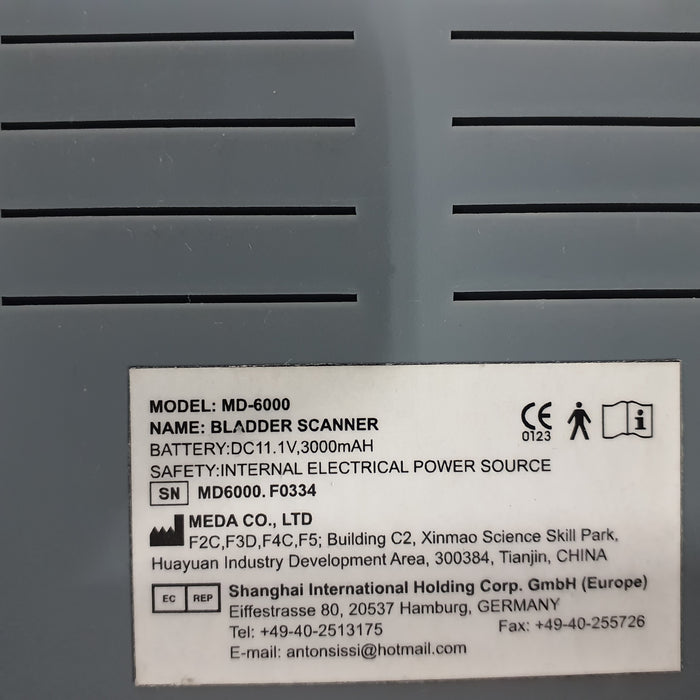 MODEL: MD-6000
NAME: BLADDER SCANNER
BATTERY:DC11.1V,3000mAH
SAFETY:INTERNAL ELECTRICAL POWER SOURCE
SN MD6000.F0334
CE 0123
MEDA CO., LTD
F2C,F3D,F4C,F5; Building C2, Xinmao Science Skill Park,
Huayuan Industry Development Area, 300384, Tianjin, CHINA
EC REP
Shanghai International Holding Corp. GmbH (Europe)
Eiffestrasse 80, 20537 Hamburg, GERMANY
Tel: +49-40-2513175 Fax: +49-40-255726
E-mail: antonsissi@hotmail.com